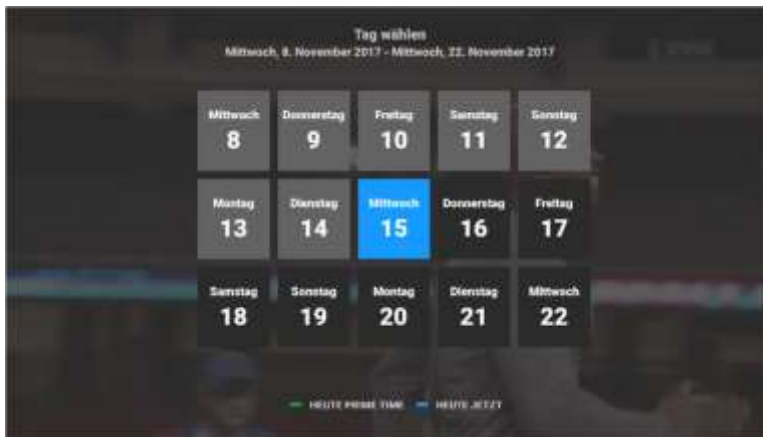 Tag wählen
Mittwoch, 8. November 2017 - Mittwoch, 22. November 2017
Mittwoch Donnerstag Freitag Samstag Sonntag
8 9 10 11 12
Montag Dienstag Mittwoch Donnerstag Freitag
13 14 15 16 17
Samstag Sonntag Montag Dienstag Mittwoch
18 19 20 21 22
HEUTE PRIME TIME HEUTE JETZT